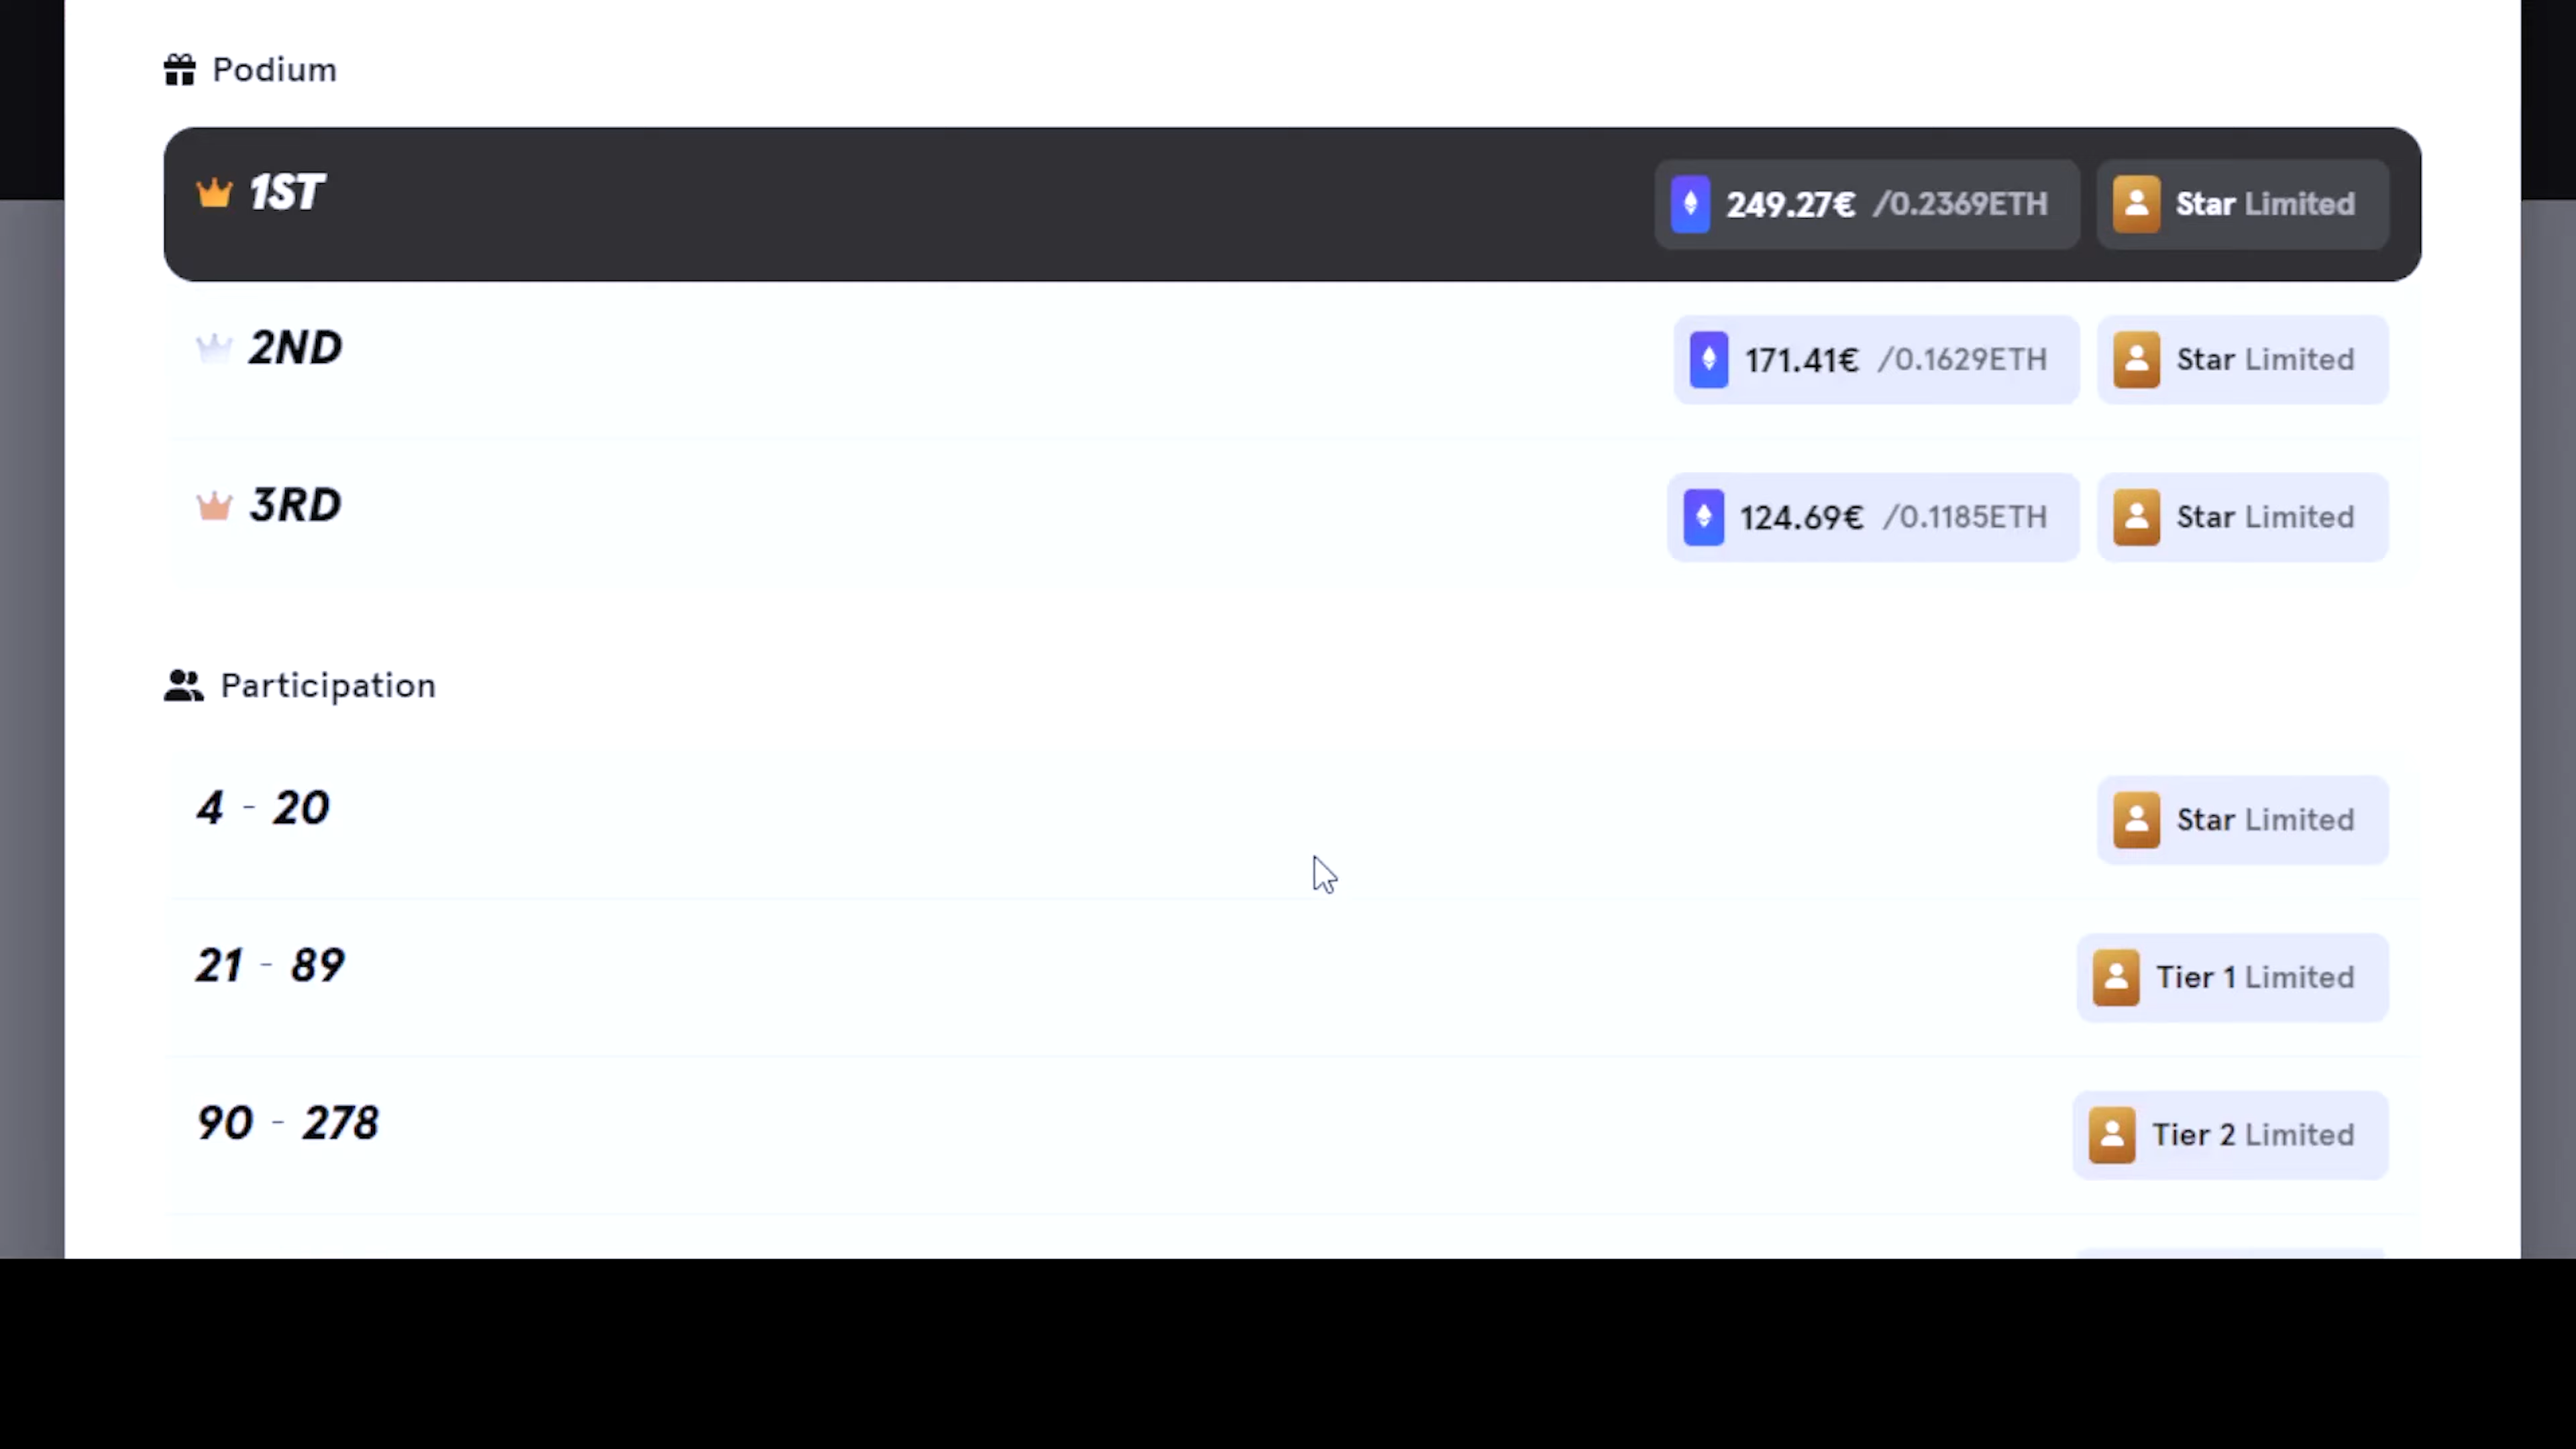 Podium
1ST 249.27€ /0.2369ETH Star Limited
2ND 171.41€ /0.1629ETH Star Limited
3RD 124.69€ /0.1185ETH Star Limited
Participation
4 - 20 Star Limited
21 - 89 Tier 1 Limited
90 - 278 Tier 2 Limited